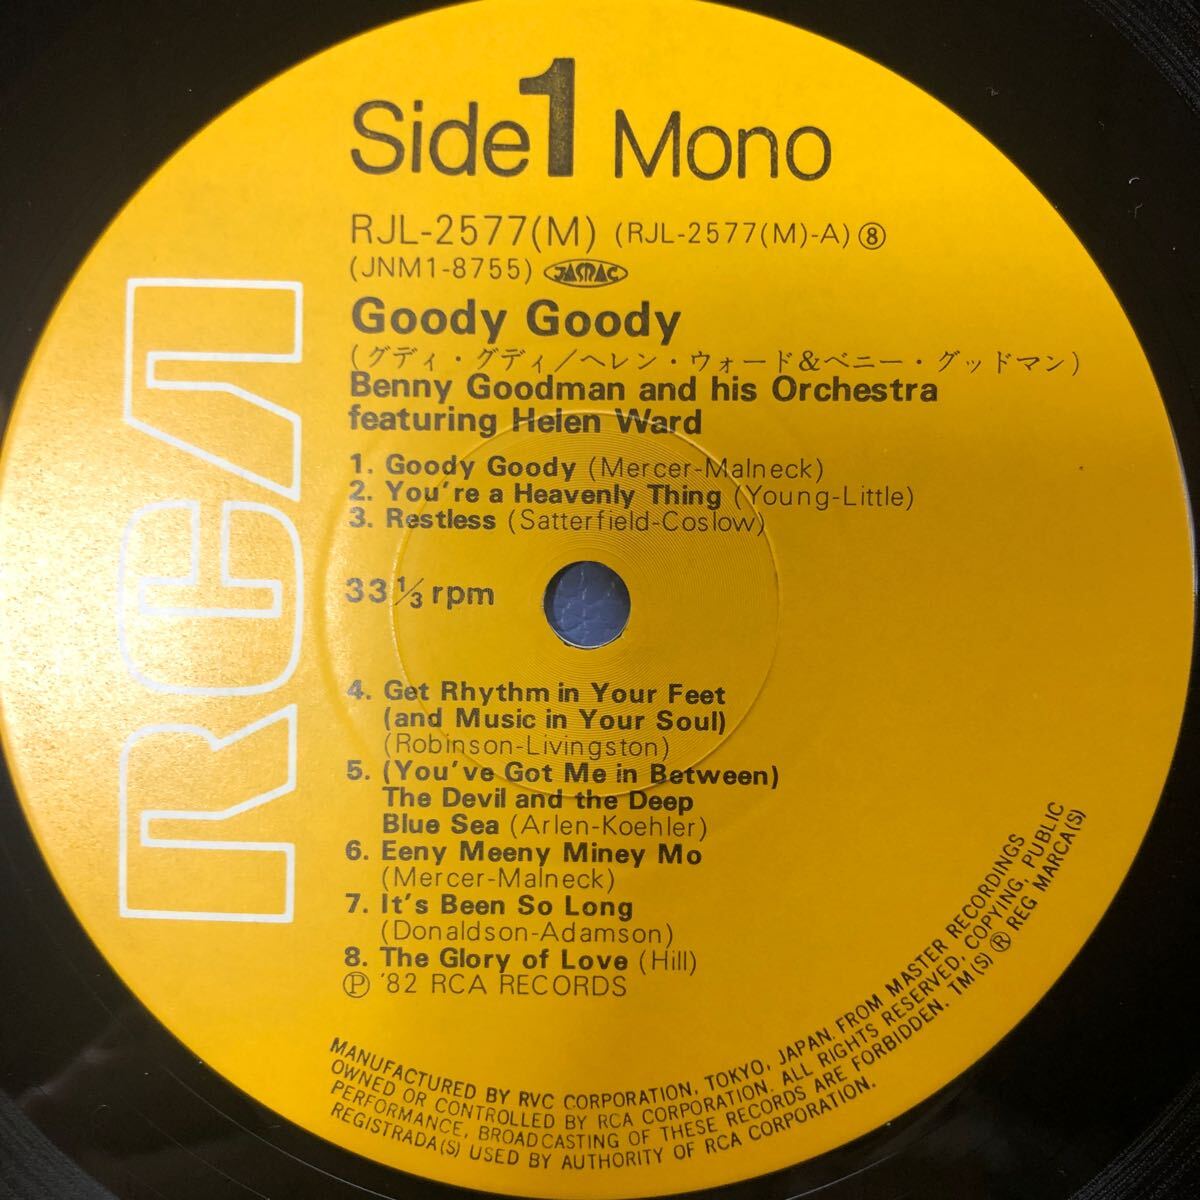 Side 1 Mono
RJL-2577(M) (RJL-2577(M)-A) ⑧
(JNM1-8755) JASRAC
Goody Goody
(グディ・グディ/ヘレン・ウォード&ベニー・グッドマン)
Benny Goodman and his Orchestra
featuring Helen Ward
1. Goody Goody (Mercer-Malneck)
2. You're a Heavenly Thing (Young-Little)
3. Restless (Satterfield-Coslow)
33 1/3 rpm
4. Get Rhythm in Your Feet
(and Music in Your Soul)
(Robinson-Livingston)
5. (You've Got Me in Between)
The Devil and the Deep
Blue Sea (Arlen-Koehler)
6. Eeny Meeny Miney Mo
(Mercer-Malneck)
7. It's Been So Long
(Donaldson-Adamson)
8. The Glory of Love (Hill)
Ⓟ '82 RCA RECORDS
RCA
MANUFACTURED BY RVC CORPORATION, TOKYO, JAPAN. FROM MASTER RECORDINGS
OWNED OR CONTROLLED BY RCA CORPORATION. ALL RIGHTS RESERVED, COPYING, PUBLIC
PERFORMANCE, BROADCASTING OF THESE RECORDS ARE FORBIDDEN. TM(S) ® REG MARCA(S)
REGISTRADA(S) USED BY AUTHORITY OF RCA CORPORATION.